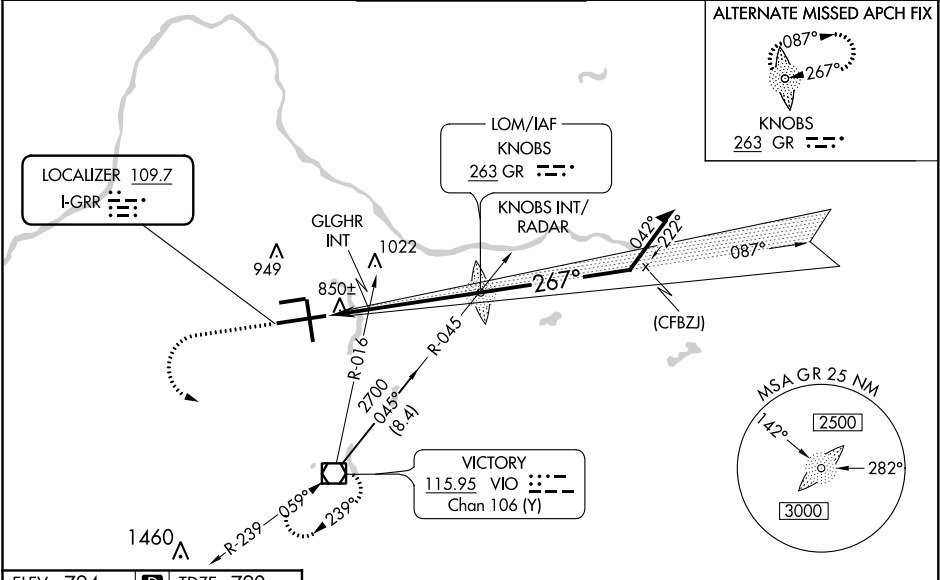 ALTERNATE MISSED APCH FIX
087°
267°
KNOBS
263 GR
LOM/IAF
KNOBS
263 GR
LOCALIZER 109.7
I-GRR
KNOBS INT/
RADAR
GLGHR
INT
1022
949
850±
042°
222°
087°
267°
(CFBZJ)
R-016
R-045
2700
045°
(8.4)
MSA GR 25 NM
142°
2500
282°
3000
VICTORY
115.95 VIO
Chan 106 (Y)
R-239
059°
239°
1460